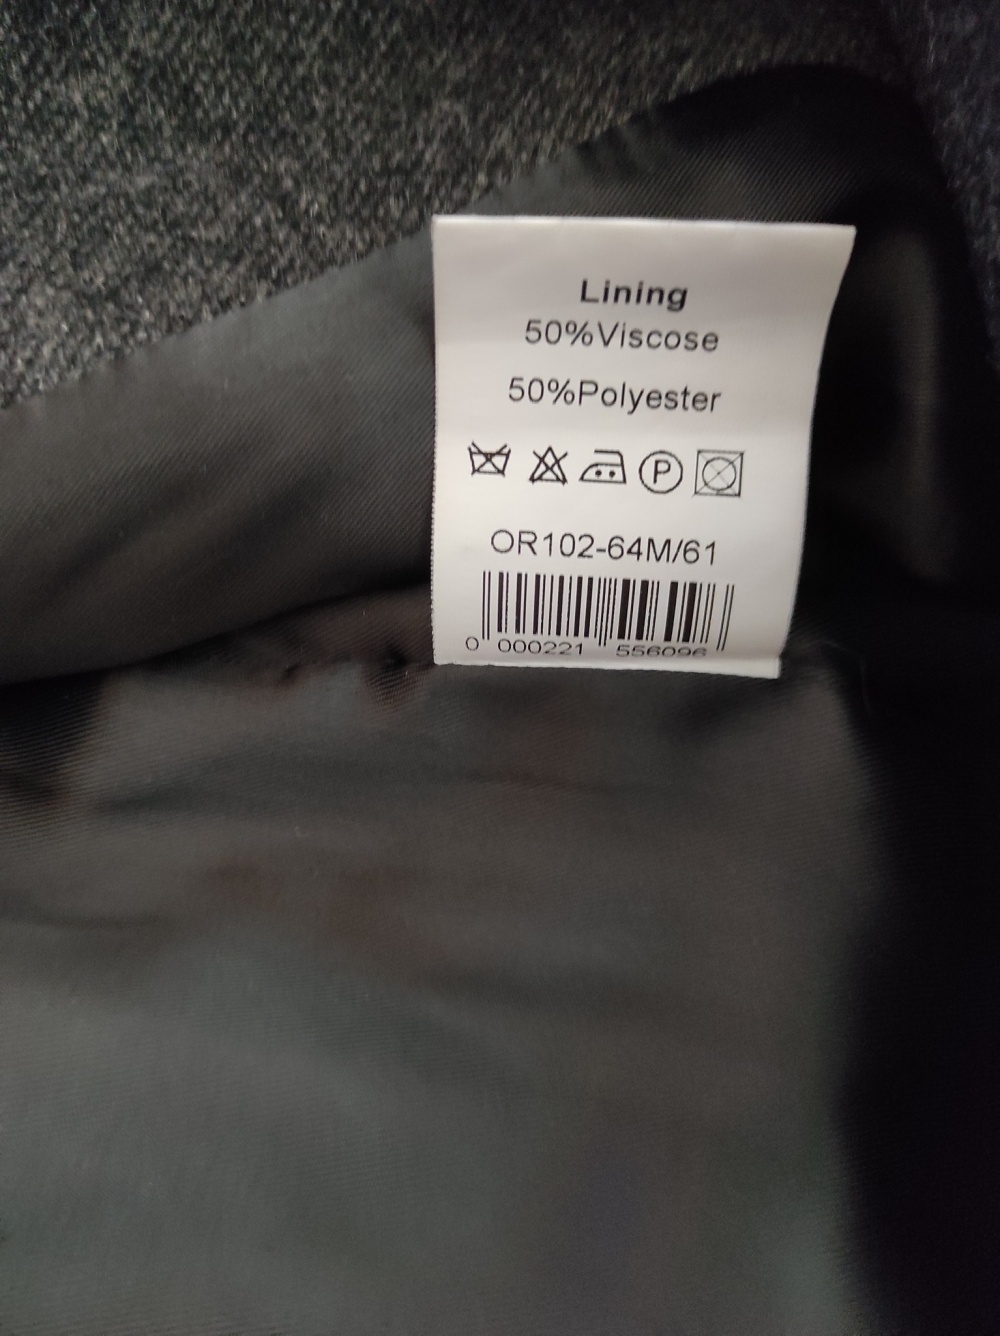 Lining
50%Viscose
50%Polyester
P
OR102-64M/61
0 000221 556096